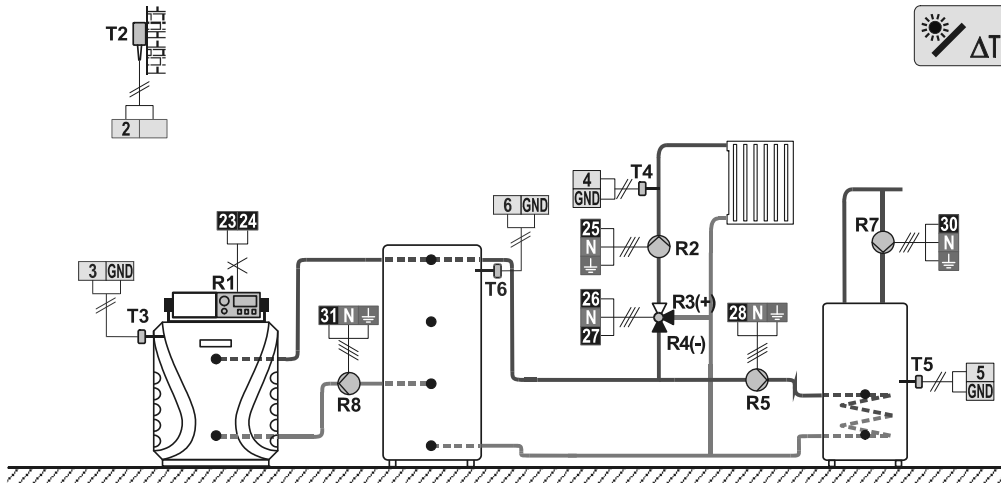 T2
ΔT
2
T4
4
GND
6 GND
23 24
25
N
R2
R7
30
N
3 GND
R1
T6
T3
31 N
26
N
27
R3(+)
R4(-)
28 N
T5
5
GND
R8
R5